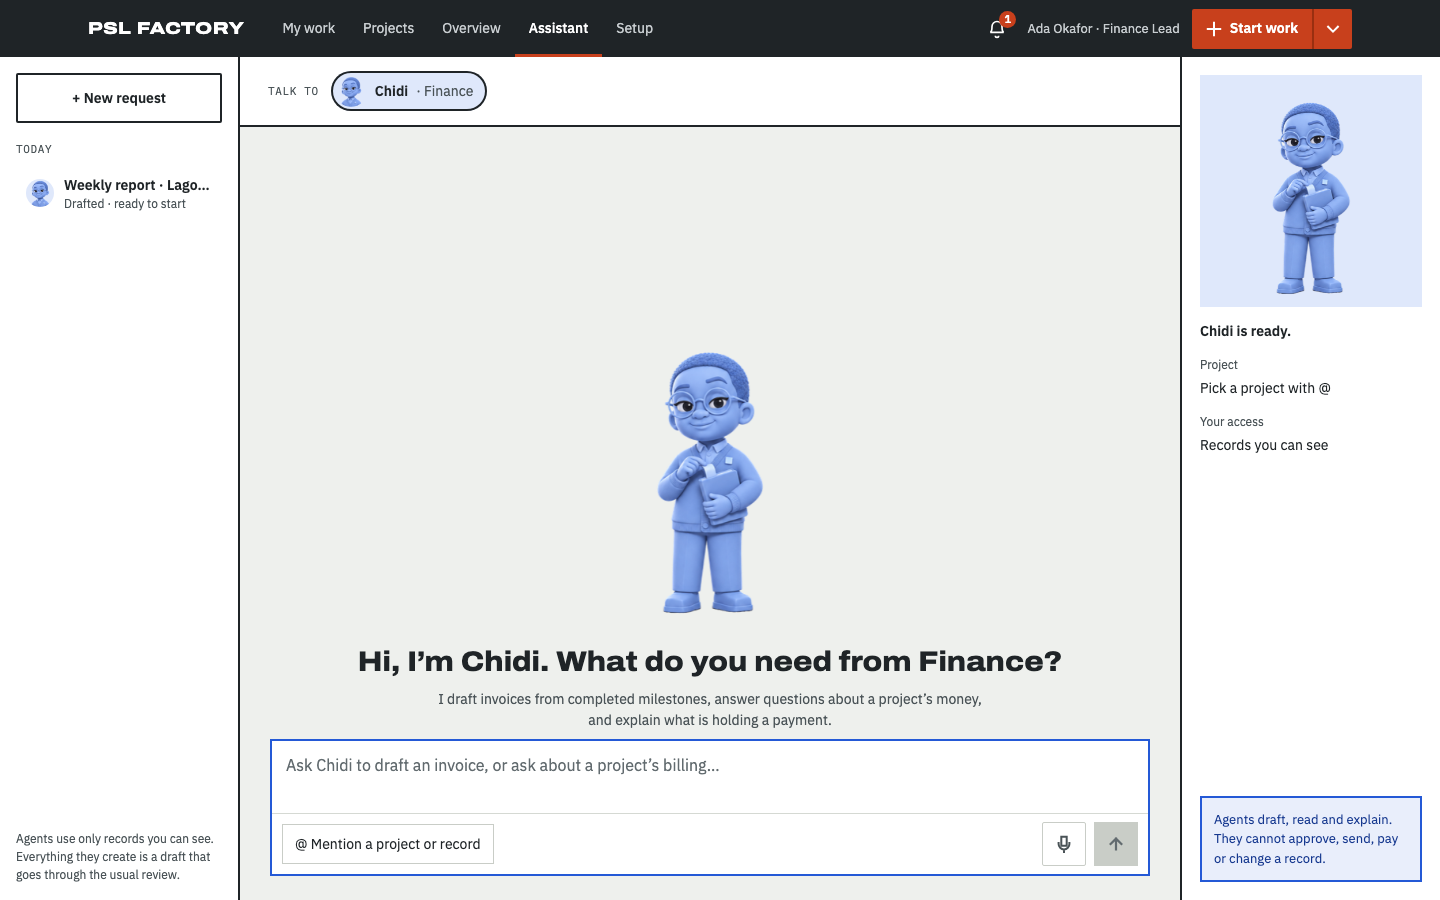 PSL FACTORY
My work
Projects
Overview
Assistant
Setup
1
Ada Okafor · Finance Lead
Start work
+ New request
TODAY
Weekly report · Lago...
Drafted · ready to start
Agents use only records you can see.
Everything they create is a draft that
goes through the usual review.
TALK TO
Chidi · Finance
Hi, I’m Chidi. What do you need from Finance?
I draft invoices from completed milestones, answer questions about a project’s money,
and explain what is holding a payment.
Ask Chidi to draft an invoice, or ask about a project’s billing...
@ Mention a project or record
Chidi is ready.
Project
Pick a project with @
Your access
Records you can see
Agents draft, read and explain.
They cannot approve, send, pay
or change a record.